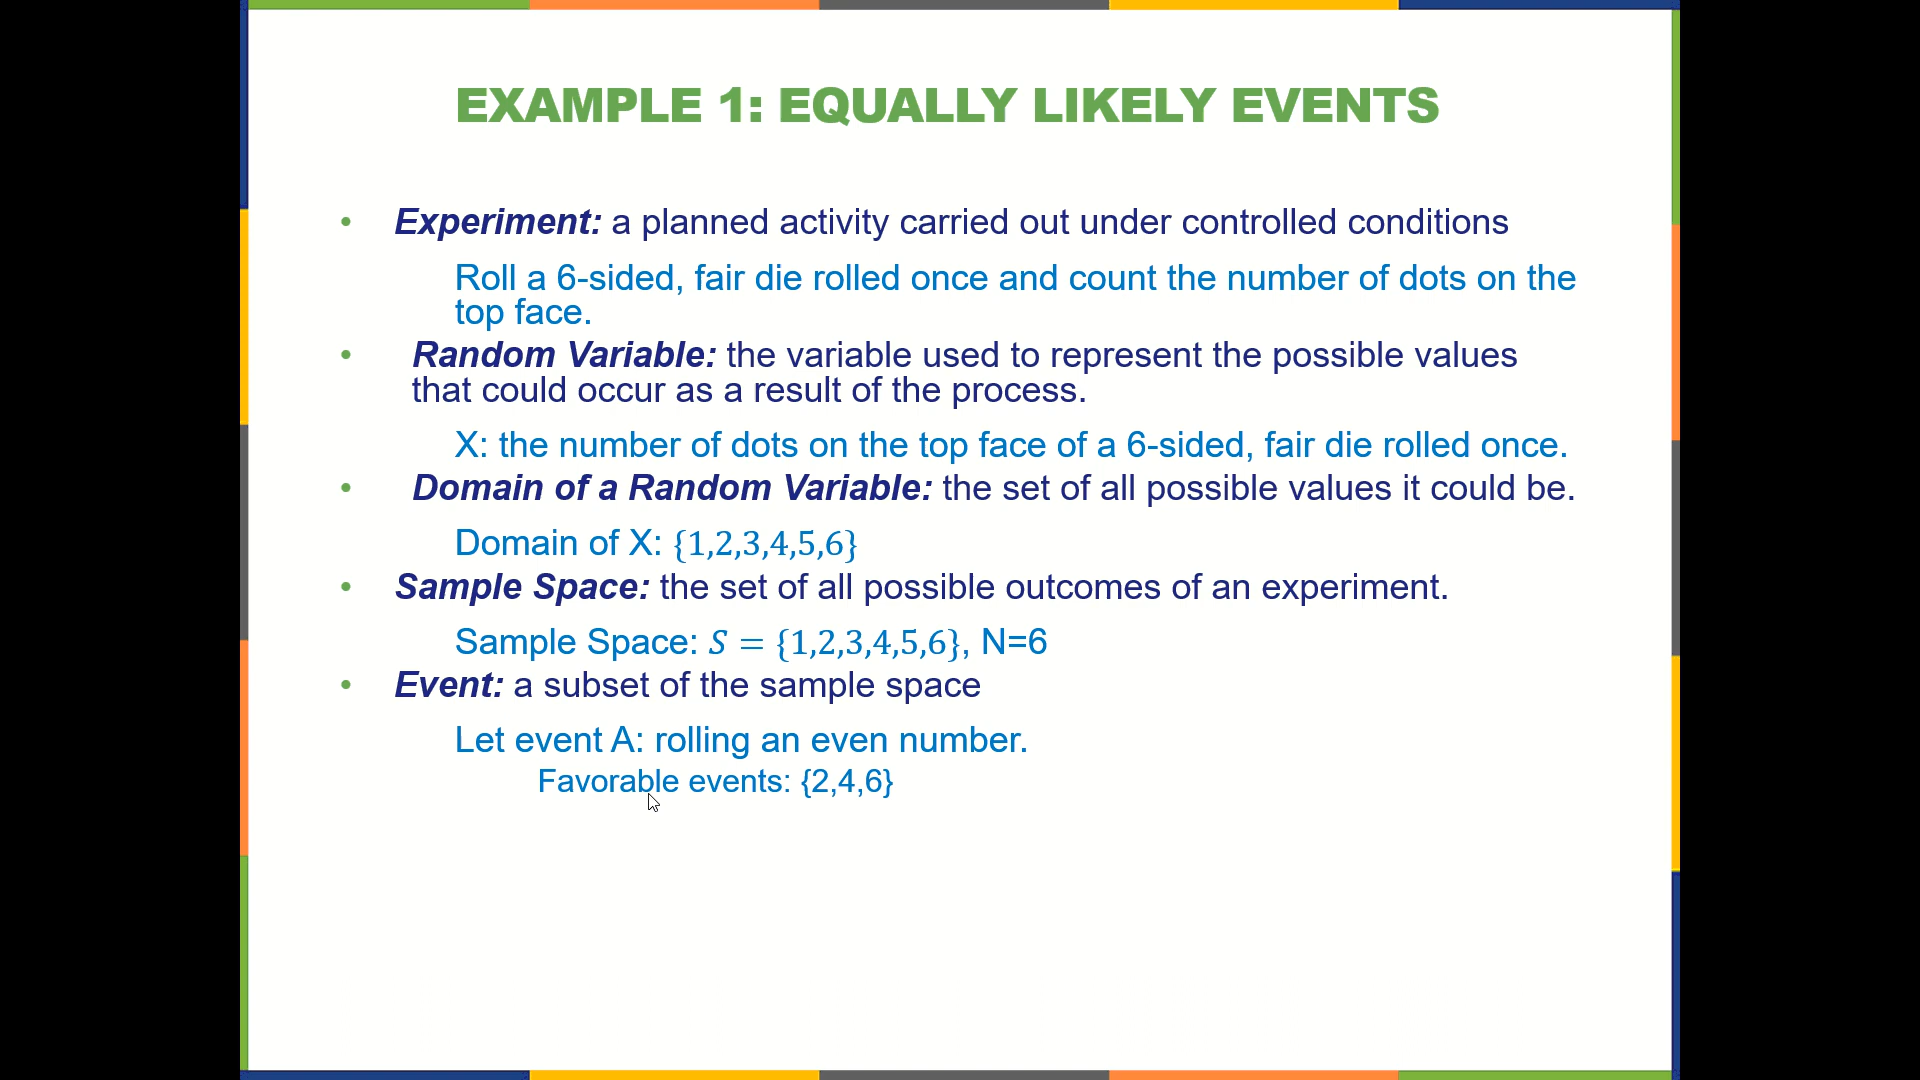 EXAMPLE 1: EQUALLY LIKELY EVENTS
• Experiment: a planned activity carried out under controlled conditions
Roll a 6-sided, fair die rolled once and count the number of dots on the
top face.
• Random Variable: the variable used to represent the possible values
that could occur as a result of the process.
X: the number of dots on the top face of a 6-sided, fair die rolled once.
• Domain of a Random Variable: the set of all possible values it could be.
Domain of X: {1,2,3,4,5,6}
• Sample Space: the set of all possible outcomes of an experiment.
Sample Space: S = {1,2,3,4,5,6}, N=6
• Event: a subset of the sample space
Let event A: rolling an even number.
Favorable events: {2,4,6}